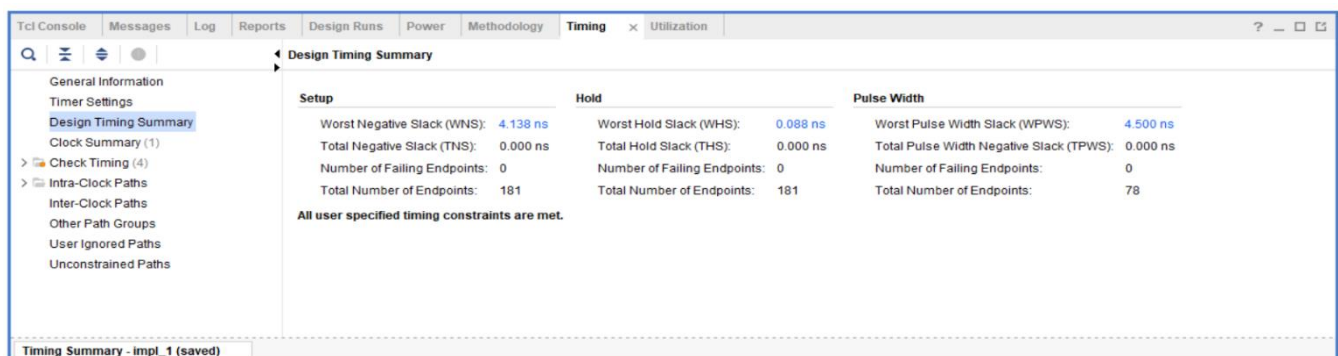 Tcl Console Messages Log Reports Design Runs Power Methodology Timing × Utilization ? _
Design Timing Summary
General Information
Timer Settings
Design Timing Summary
Clock Summary (1)
> Check Timing (4)
> Intra-Clock Paths
Inter-Clock Paths
Other Path Groups
User Ignored Paths
Unconstrained Paths
Setup Hold Pulse Width
Worst Negative Slack (WNS): 4.138 ns Worst Hold Slack (WHS): 0.088 ns Worst Pulse Width Slack (WPWS): 4.500 ns
Total Negative Slack (TNS): 0.000 ns Total Hold Slack (THS): 0.000 ns Total Pulse Width Negative Slack (TPWS): 0.000 ns
Number of Failing Endpoints: 0 Number of Failing Endpoints: 0 Number of Failing Endpoints: 0
Total Number of Endpoints: 181 Total Number of Endpoints: 181 Total Number of Endpoints: 78
All user specified timing constraints are met.
Timing Summary - impl_1 (saved)